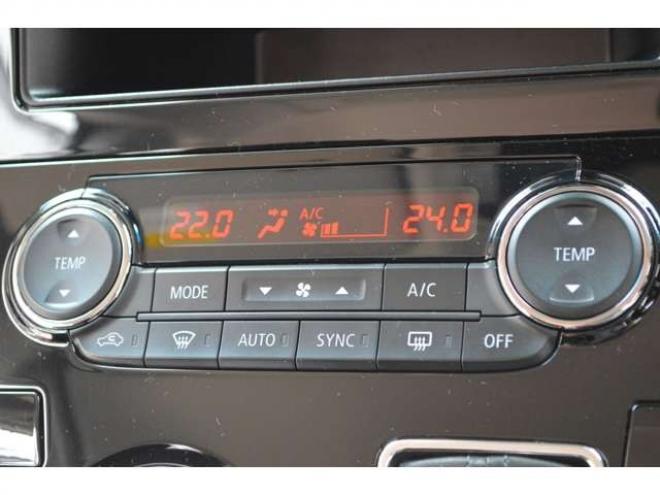 22.0 A/C 24.0
TEMP MODE A/C TEMP
AUTO SYNC OFF